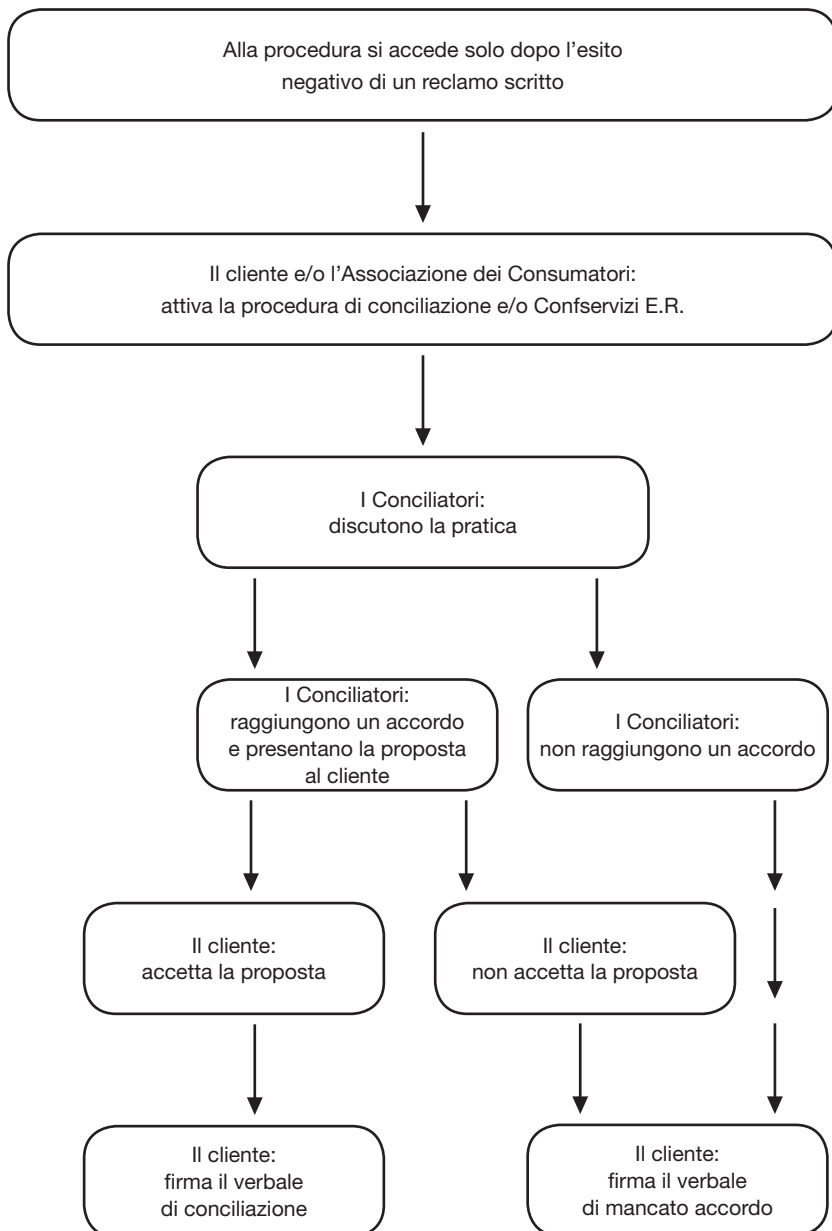 Alla procedura si accede solo dopo l’esito
negativo di un reclamo scritto
Il cliente e/o l’Associazione dei Consumatori:
attiva la procedura di conciliazione e/o Confservizi E.R.
I Conciliatori:
discutono la pratica
I Conciliatori:
raggiungono un accordo
e presentano la proposta
al cliente
I Conciliatori:
non raggiungono un accordo
Il cliente:
accetta la proposta
Il cliente:
non accetta la proposta
Il cliente:
firma il verbale
di conciliazione
Il cliente:
firma il verbale
di mancato accordo